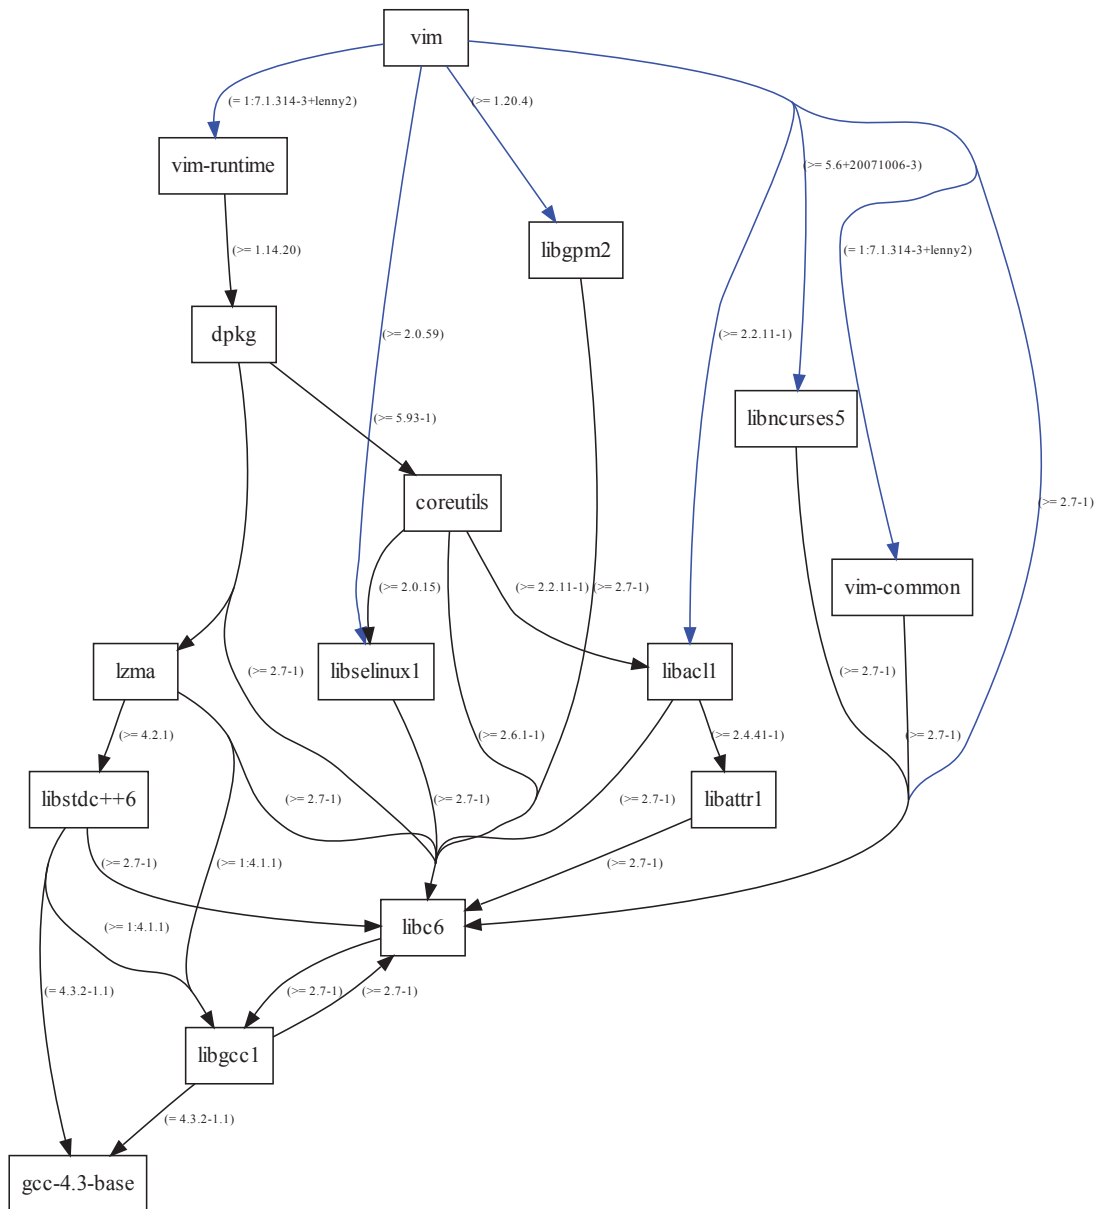 vim
(= 1:7.1.314-3+lenny2)
(>= 1.20.4)
vim-runtime
(>= 5.6+20071006-3)
(>= 1.14.20)
libgpm2
(= 1:7.1.314-3+lenny2)
dpkg
(>= 2.0.59)
(>= 2.2.11-1)
(>= 5.93-1)
libncurses5
coreutils
(>= 2.7-1)
(>= 2.0.15)
(>= 2.2.11-1)
(>= 2.7-1)
vim-common
lzma
(>= 2.7-1)
libselinux1
libacl1
(>= 2.7-1)
(>= 4.2.1)
(>= 2.6.1-1)
(>= 2.4.41-1)
(>= 2.7-1)
libstdc++6
(>= 2.7-1)
(>= 2.7-1)
(>= 2.7-1)
libattr1
(>= 2.7-1)
(>= 1:4.1.1)
(>= 2.7-1)
(>= 1:4.1.1)
libc6
(= 4.3.2-1.1)
(>= 2.7-1)
(>= 2.7-1)
libgcc1
(= 4.3.2-1.1)
gcc-4.3-base